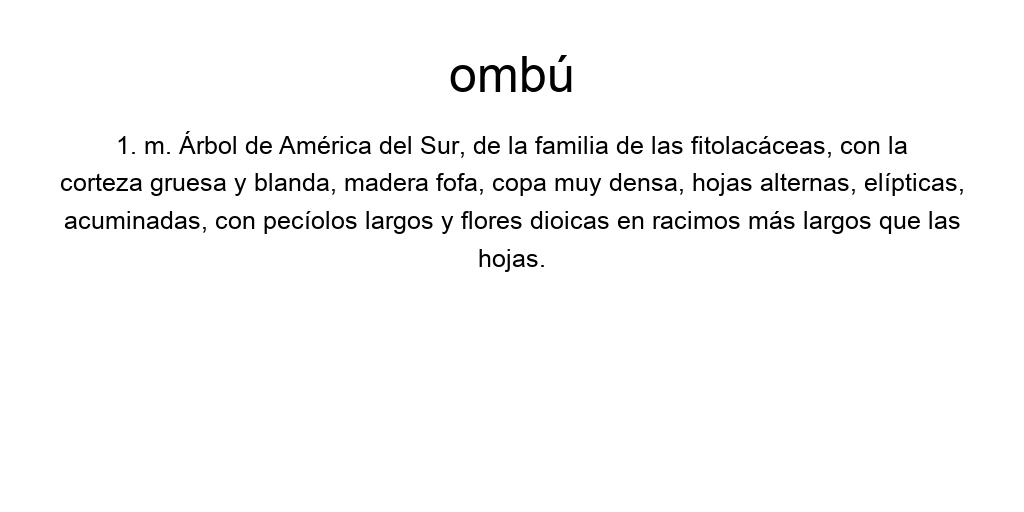 ombú
1. m. Árbol de América del Sur, de la familia de las fitolacáceas, con la
corteza gruesa y blanda, madera fofa, copa muy densa, hojas alternas, elípticas,
acuminadas, con pecíolos largos y flores dioicas en racimos más largos que las
hojas.